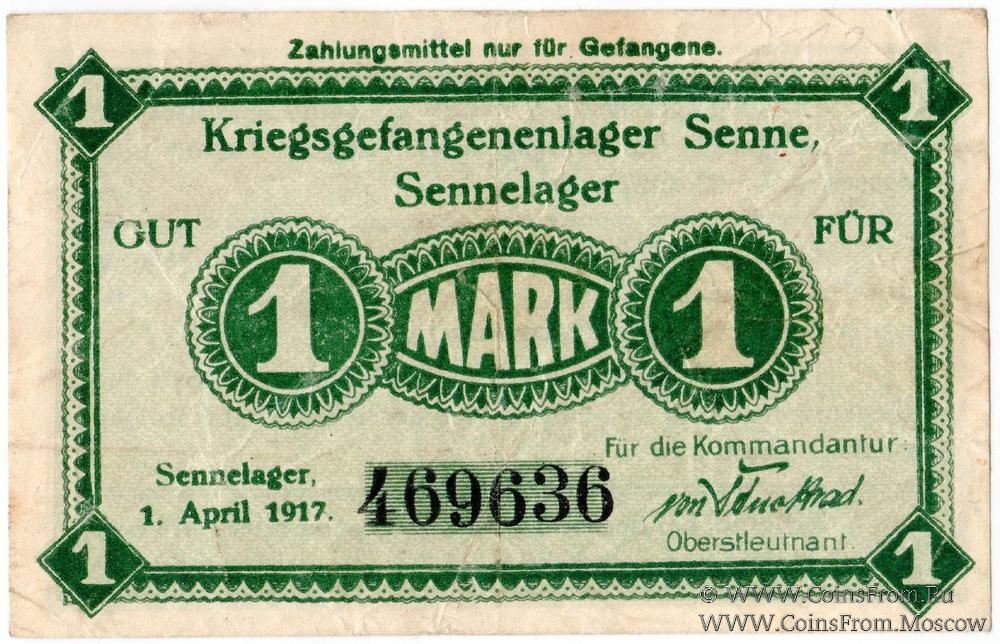 Zahlungsmittel nur für Gefangene.
1 1
Kriegsgefangenenlager Senne,
Sennelager
GUT FÜR
1 MARK 1
Für die Kommandantur:
Sennelager,
1. April 1917.
469636
Oberstleutnant.
1 1
© WWW.CoinsFrom.Ru
WWW.CoinsFrom.Moscow